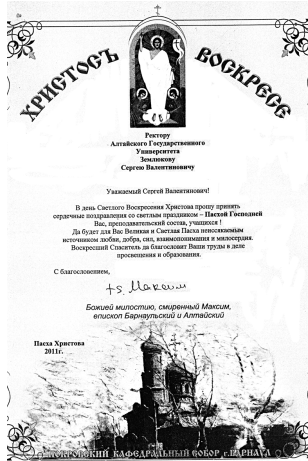 ХРИСТОСЪ ВОСКРЕСЕ
Ректору
Алтайского Государственного
Университета
Землюкову
Сергею Валентиновичу
Уважаемый Сергей Валентинович!
В день Светлого Воскресения Христова прошу принять
сердечные поздравления со светлым праздником – Пасхой Господней
Вас, преподавательский состав, учащихся !
Да будет для Вас Великая и Светлая Пасха неиссякаемым
источником любви, добра, сил, взаимопонимания и милосердия.
Воскресший Спаситель да благословит Ваши труды в деле
просвещения и образования.
С благословением,
+ Б Максим
Божией милостию, смиренный Максим,
епископ Барнаульский и Алтайский
Пасха Христова
2011г.
ПОКРОВСКИЙ КАФЕДРАЛЬНЫЙ СОБОР г.БАРНАУЛ